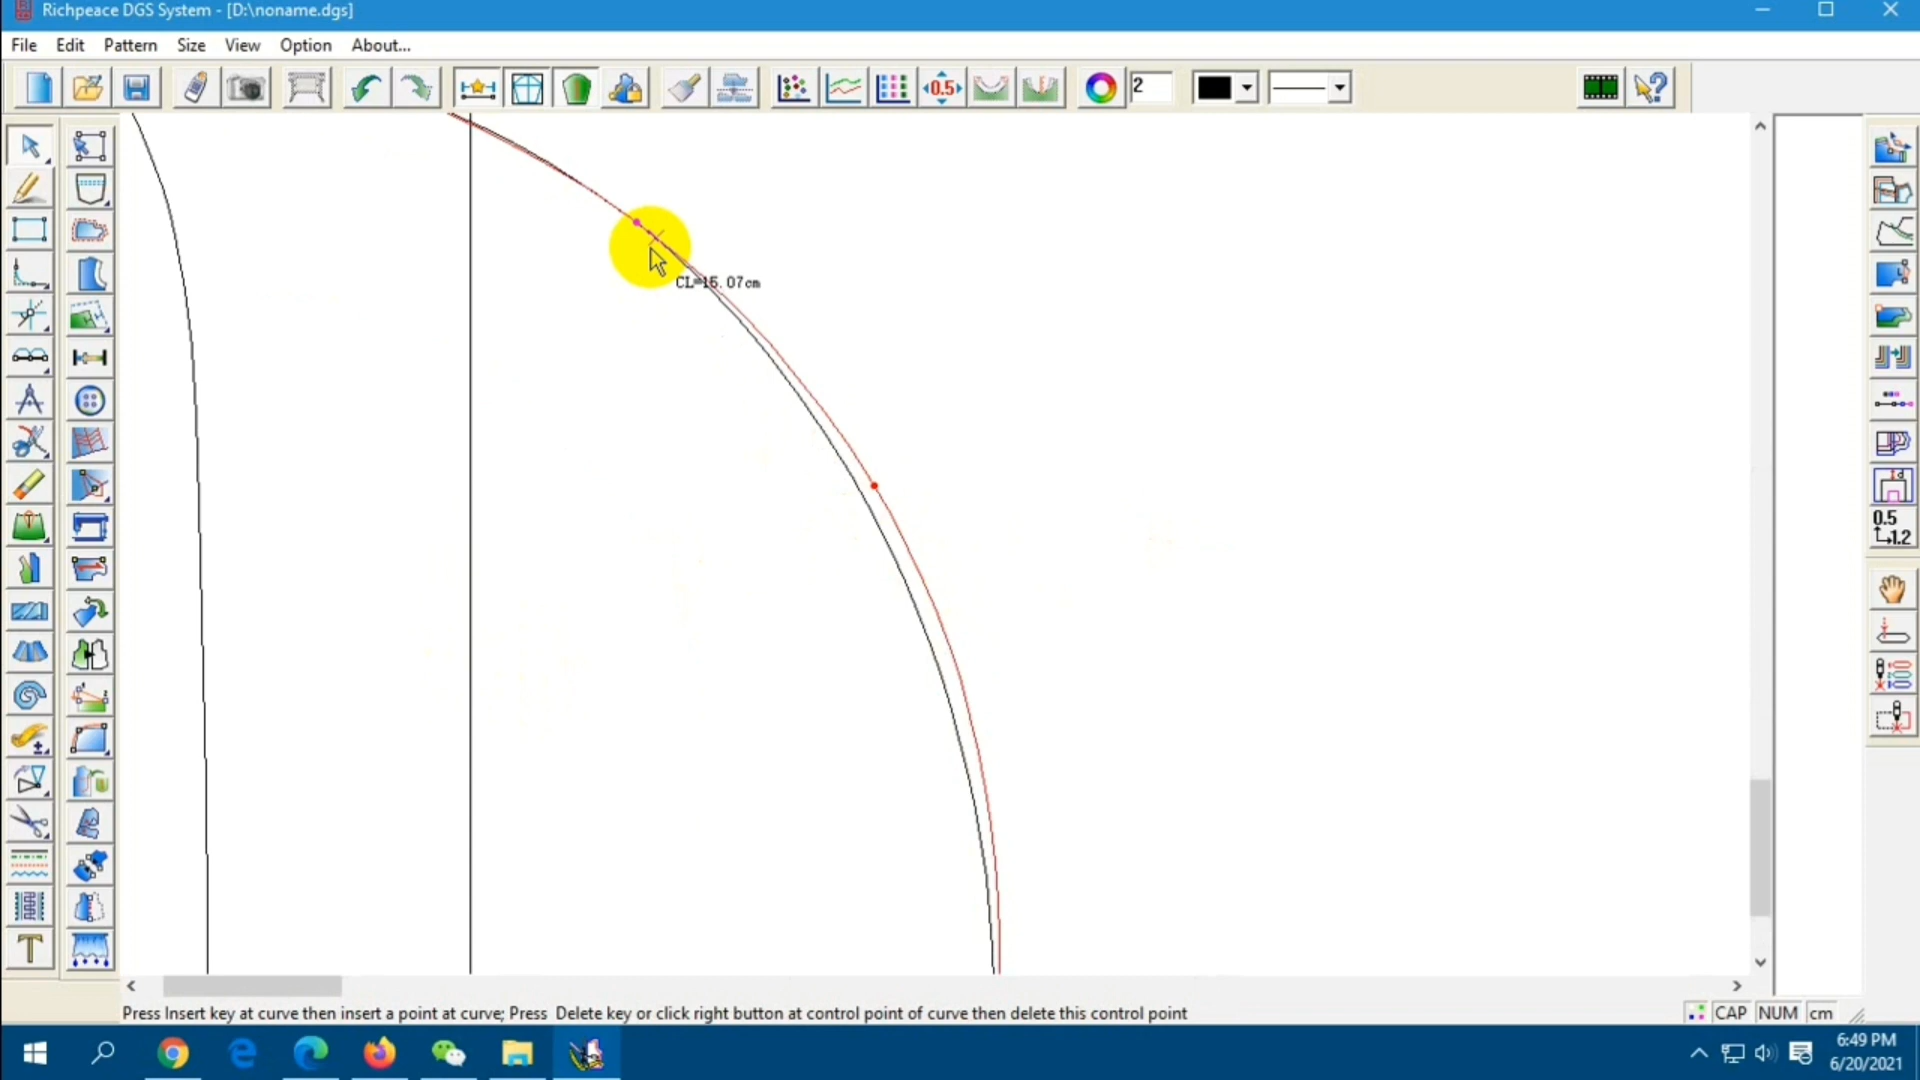 Richpeace DGS System - [D:\noname.dgs]
File Edit Pattern Size View Option About...
0.5
2
CL=15.07cm
0.5
1.2
T
Press Insert key at curve then insert a point at curve; Press Delete key or click right button at control point of curve then delete this control point
CAP NUM cm
6:49 PM
6/20/2021